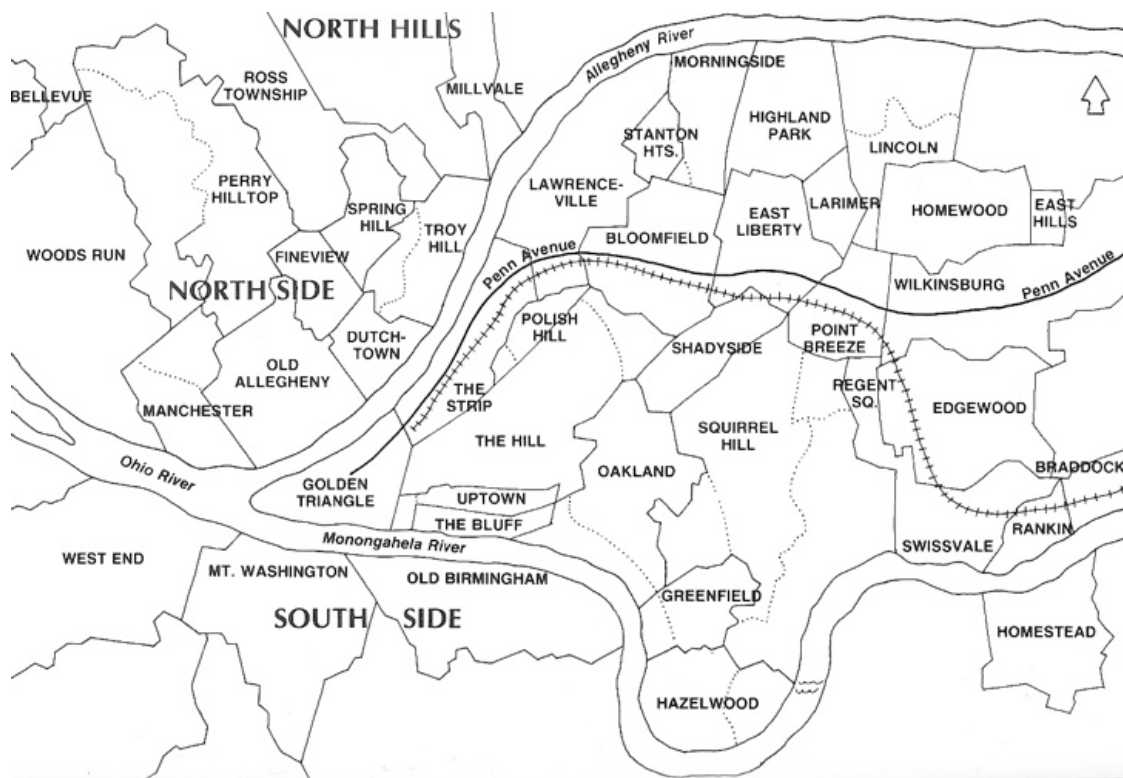 NORTH HILLS
Allegheny River
MORNINGSIDE
ROSS
TOWNSHIP
BELLEVUE
MILLVALE
HIGHLAND
PARK
STANTON
HTS.
LINCOLN
PERRY
HILLTOP
LAWRENCE-
VILLE
SPRING
HILL
TROY
HILL
EAST
LIBERTY
LARIMER
HOMEWOOD
EAST
HILLS
BLOOMFIELD
WOODS RUN
FINEVIEW
Penn Avenue
WILKINSBURG
Penn Avenue
NORTH SIDE
POLISH
HILL
DUTCH-
TOWN
POINT
BREEZE
SHADYSIDE
OLD
ALLEGHENY
THE
STRIP
REGENT
SQ.
EDGEWOOD
MANCHESTER
SQUIRREL
HILL
THE HILL
OAKLAND
Ohio River
GOLDEN
TRIANGLE
UPTOWN
BRADDOCK
THE BLUFF
RANKIN
Monongahela River
SWISSVALE
WEST END
MT. WASHINGTON
OLD BIRMINGHAM
GREENFIELD
SOUTH SIDE
HOMESTEAD
HAZELWOOD